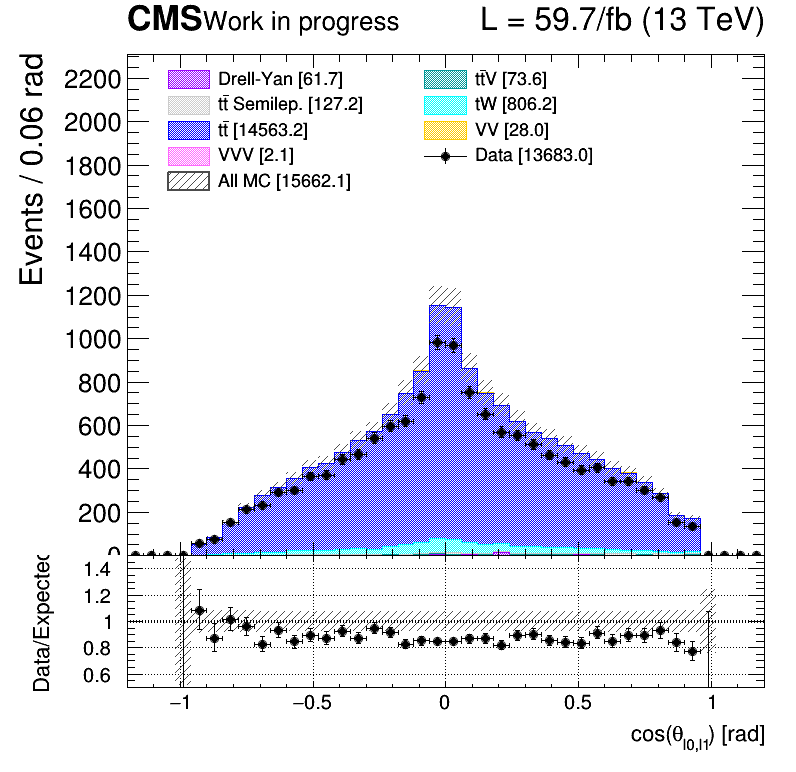 CMS Work in progress L = 59.7/fb (13 TeV)
Events / 0.06 rad
2200
2000
1800
1600
1400
1200
1000
800
600
400
200
0
Drell-Yan [61.7]
tt̄ Semilep. [127.2]
tt̄ [14563.2]
VVV [2.1]
All MC [15662.1]
tt̄V [73.6]
tW [806.2]
VV [28.0]
Data [13683.0]
Data/Expected
1.4
1.2
1
0.8
0.6
−1 −0.5 0 0.5 1
cos(θl0,l1) [rad]